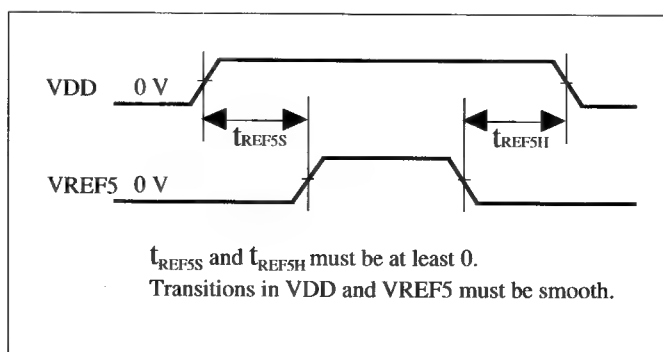 VDD 0 V
tREF5S
tREF5H
VREF5 0 V
tREF5S and tREF5H must be at least 0.
Transitions in VDD and VREF5 must be smooth.